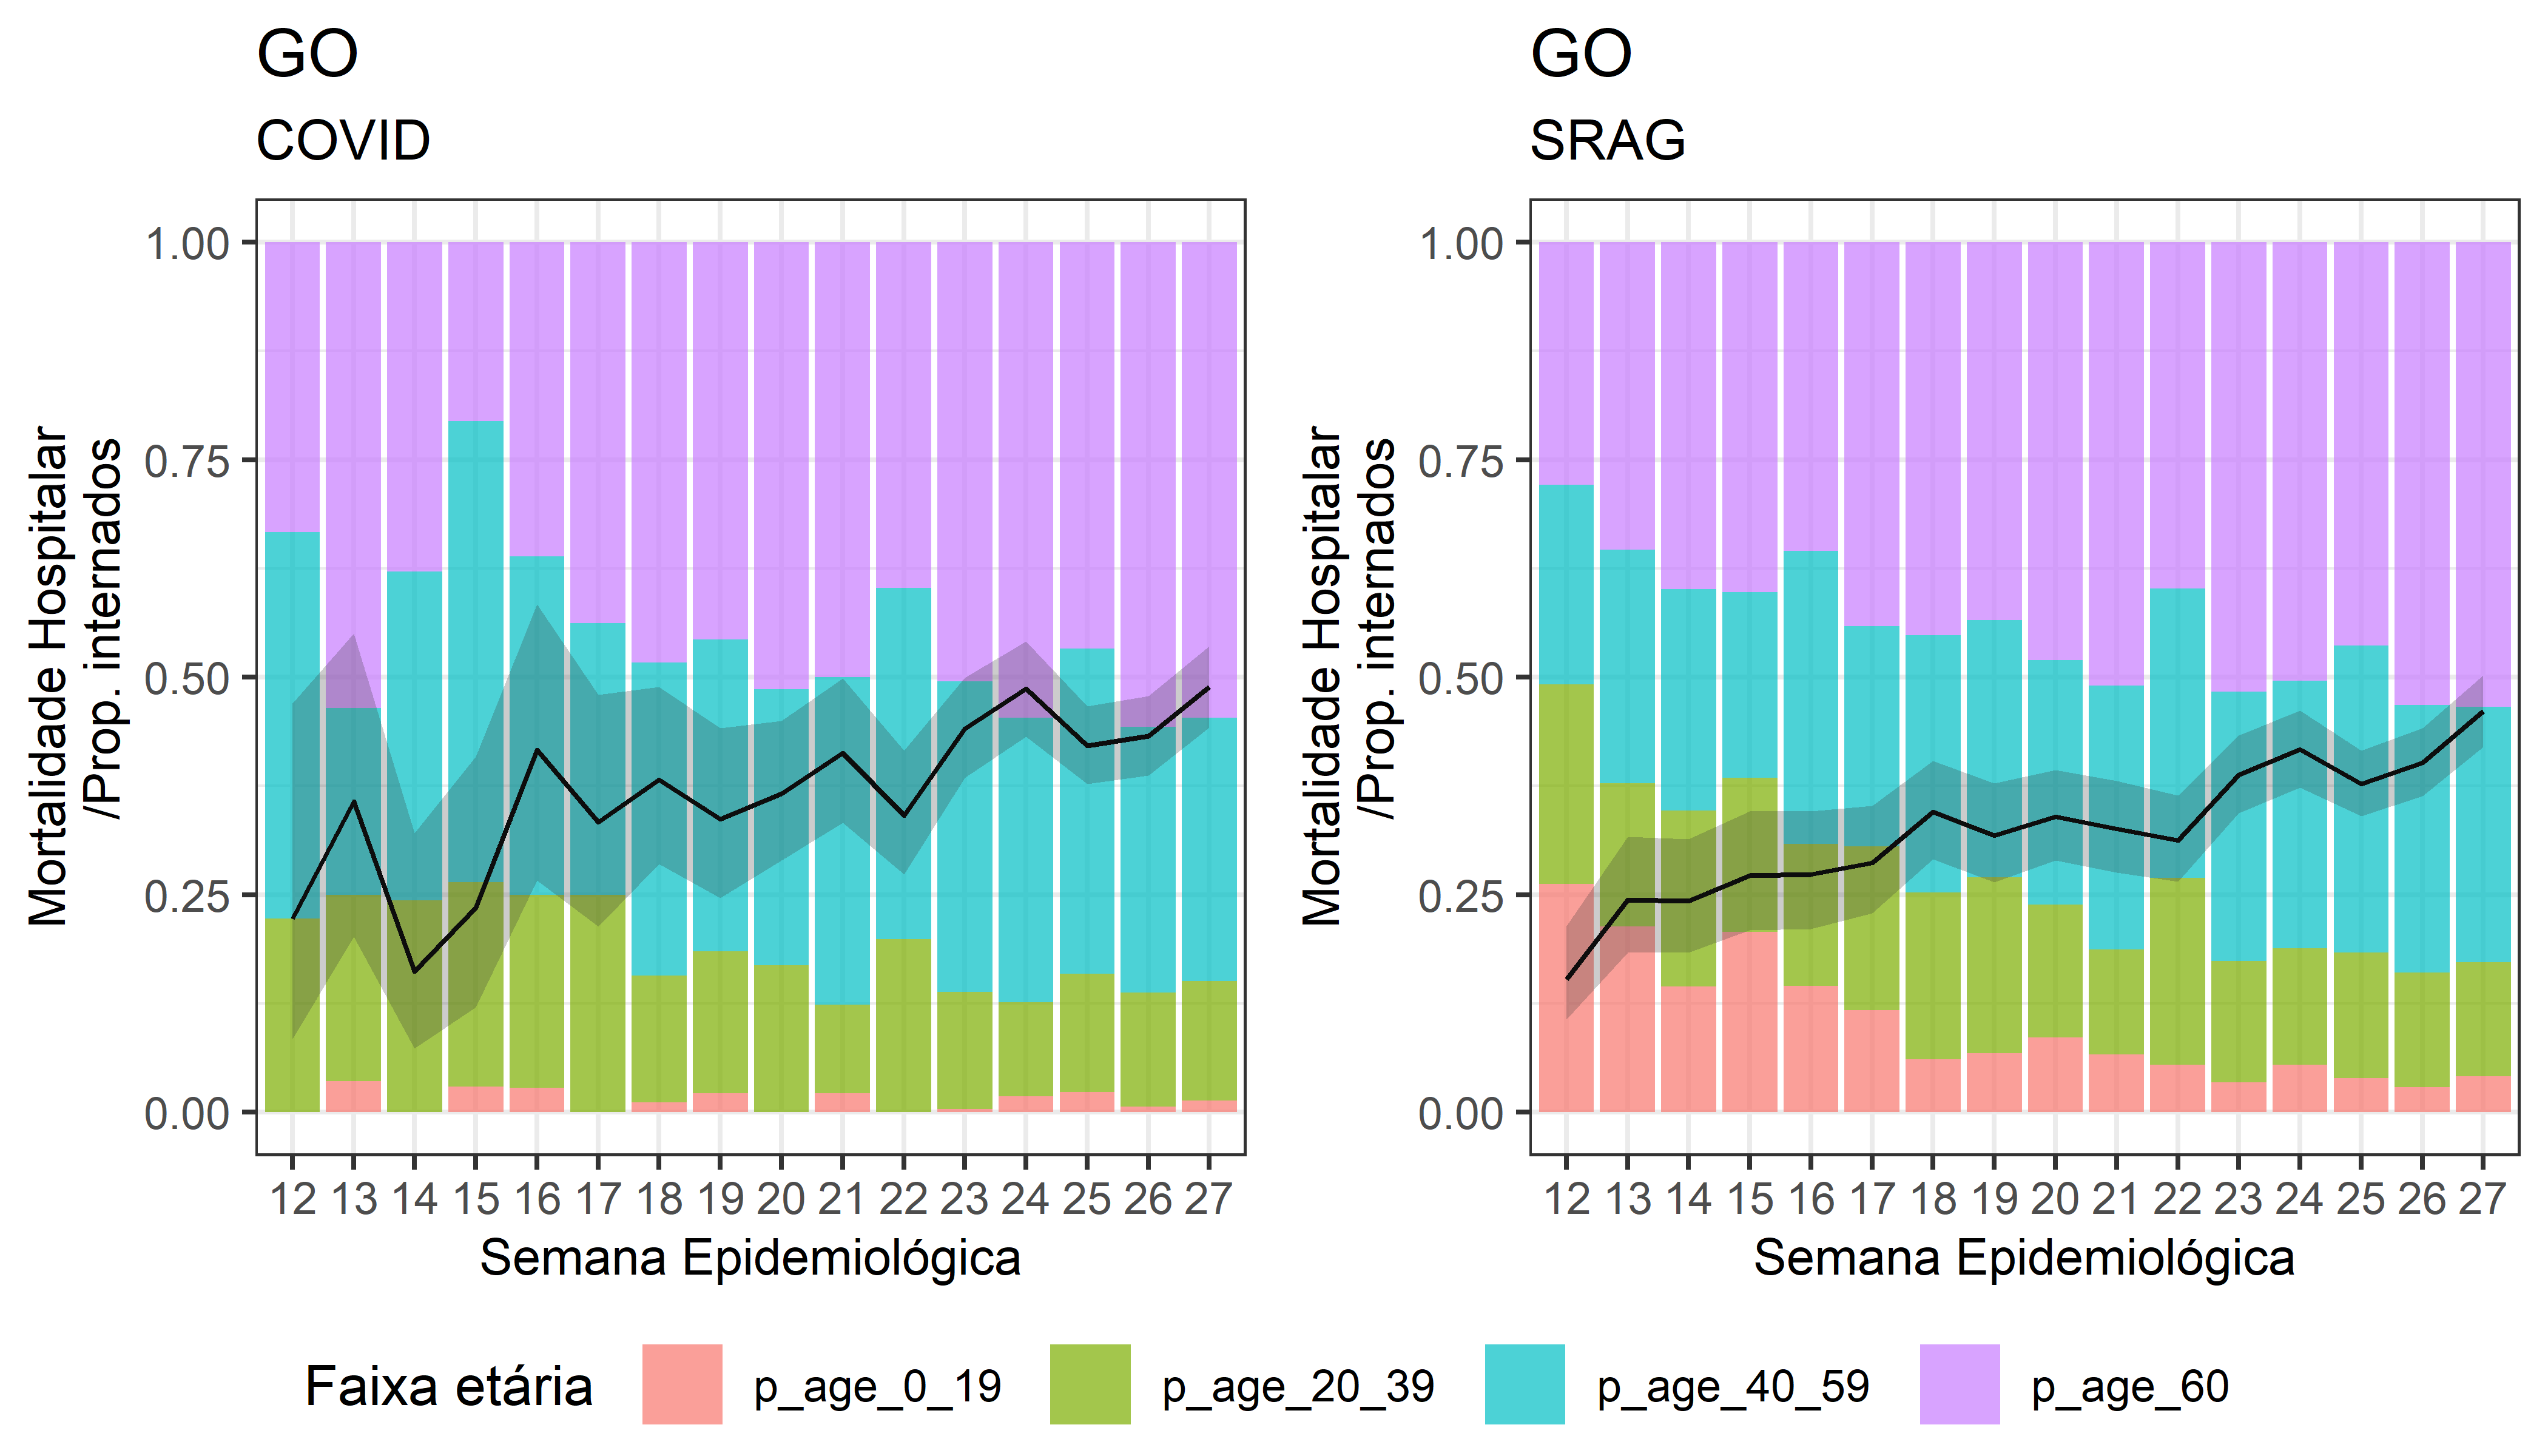 GO
COVID
Mortalidade Hospitalar
/Prop. internados
1.00
0.75
0.50
0.25
0.00
12 13 14 15 16 17 18 19 20 21 22 23 24 25 26 27
Semana Epidemiológica
GO
SRAG
Mortalidade Hospitalar
/Prop. internados
1.00
0.75
0.50
0.25
0.00
12 13 14 15 16 17 18 19 20 21 22 23 24 25 26 27
Semana Epidemiológica
Faixa etária p_age_0_19 p_age_20_39 p_age_40_59 p_age_60